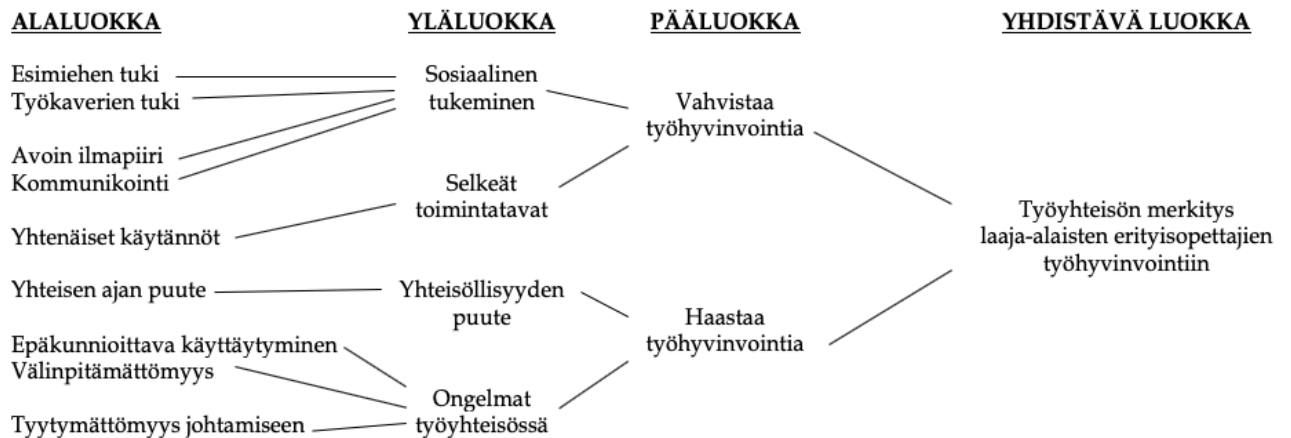 ALALUOKKA YLÄLUOKKA PÄÄLUOKKA YHDISTÄVÄ LUOKKA
Esimiehen tuki
Työkaverien tuki
Avoin ilmapiiri
Kommunikointi
Yhtenäiset käytännöt
Yhteisen ajan puute
Epäkunnioittava käyttäytyminen
Välinpitämättömyys
Tyytymättömyys johtamiseen
Sosiaalinen
tukeminen
Selkeät
toimintatavat
Yhteisöllisyyden
puute
Ongelmat
työyhteisössä
Vahvistaa
työhyvinvointia
Haastaa
työhyvinvointia
Työyhteisön merkitys
laaja-alaisten erityisopettajien
työhyvinvointiin